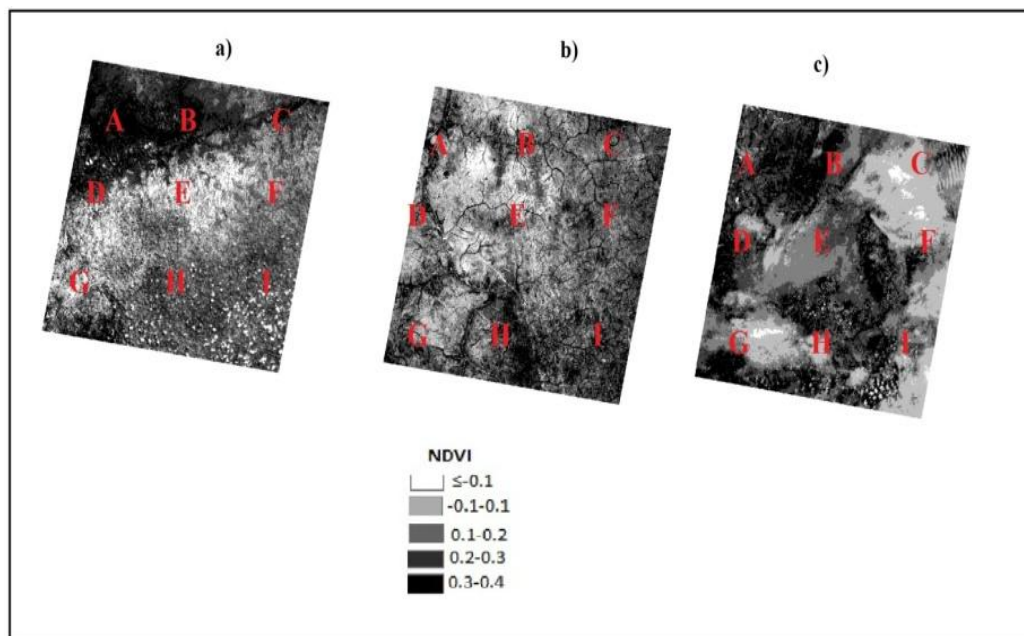 a) b) c)
A B C
D E F
G H I
A B C
D E F
G H I
A B C
D E F
G H I
NDVI
≤-0.1
-0.1-0.1
0.1-0.2
0.2-0.3
0.3-0.4